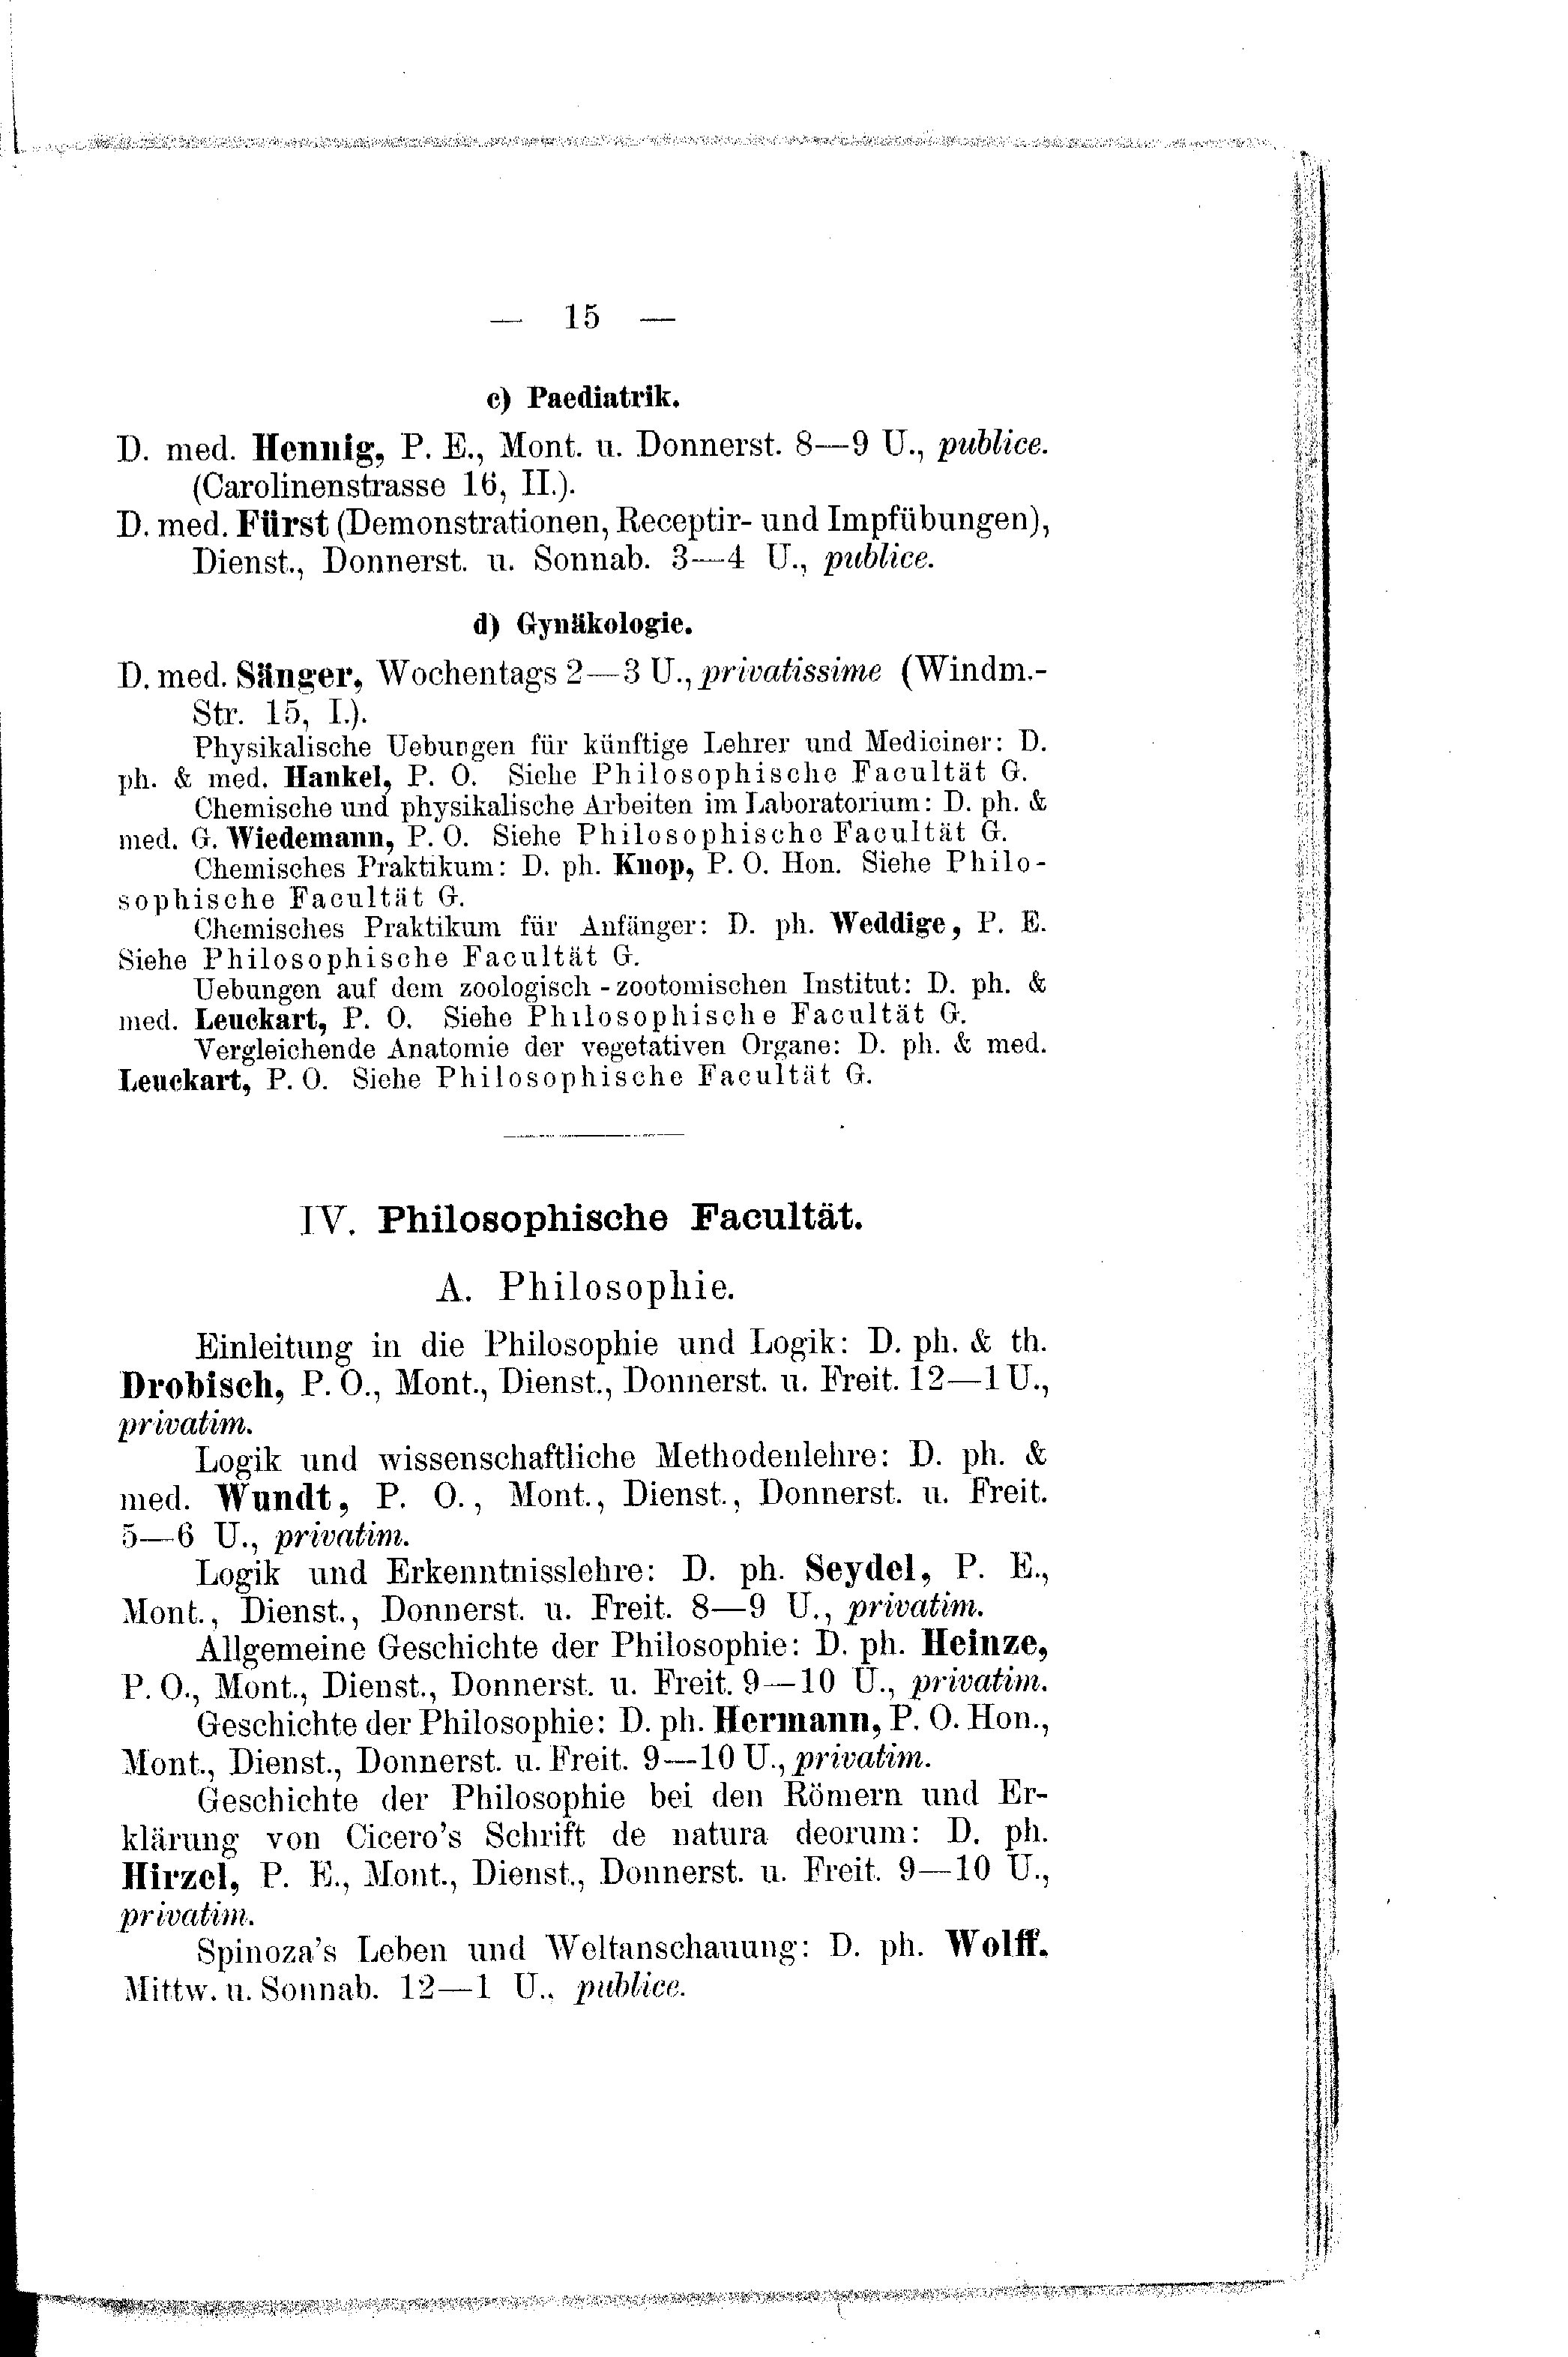 — 15 —
c) Paediatrik.
D. med. Hennig, P. E., Mont. u. Donnerst. 8—9 U., publice.
(Carolinenstrasse 16, II.).
D. med. Fürst (Demonstrationen, Receptir- und Impfübungen),
Dienst., Donnerst. u. Sonnab. 3—4 U., publice.
d) Gynäkologie.
D. med. Sänger, Wochentags 2—3 U., privatissime (Windm.-
Str. 15, I.).
Physikalische Uebungen für künftige Lehrer und Mediciner: D.
ph. & med. Hankel, P. O. Siehe Philosophische Facultät G.
Chemische und physikalische Arbeiten im Laboratorium: D. ph. &
med. G. Wiedemann, P. O. Siehe Philosophische Facultät G.
Chemisches Praktikum: D. ph. Knop, P. O. Hon. Siehe Philo-
sophische Facultät G.
Chemisches Praktikum für Anfänger: D. ph. Weddige, P. E.
Siehe Philosophische Facultät G.
Uebungen auf dem zoologisch-zootomischen Institut: D. ph. &
med. Leuckart, P. O. Siehe Philosophische Facultät G.
Vergleichende Anatomie der vegetativen Organe: D. ph. & med.
Leuckart, P. O. Siehe Philosophische Facultät G.
IV. Philosophische Facultät.
A. Philosophie.
Einleitung in die Philosophie und Logik: D. ph. & th.
Drobisch, P. O., Mont., Dienst., Donnerst. u. Freit. 12—1 U.,
privatim.
Logik und wissenschaftliche Methodenlehre: D. ph. &
med. Wundt, P. O., Mont., Dienst., Donnerst. u. Freit.
5—6 U., privatim.
Logik und Erkenntnisslehre: D. ph. Seydel, P. E.,
Mont., Dienst., Donnerst. u. Freit. 8—9 U., privatim.
Allgemeine Geschichte der Philosophie: D. ph. Heinze,
P. O., Mont., Dienst., Donnerst. u. Freit. 9—10 U., privatim.
Geschichte der Philosophie: D. ph. Hermann, P. O. Hon.,
Mont., Dienst., Donnerst. u. Freit. 9—10 U., privatim.
Geschichte der Philosophie bei den Römern und Er-
klärung von Cicero's Schrift de natura deorum: D. ph.
Hirzel, P. E., Mont., Dienst., Donnerst. u. Freit. 9—10 U.,
privatim.
Spinoza's Leben und Weltanschauung: D. ph. Wolff.
Mittw. u. Sonnab. 12—1 U., publice.